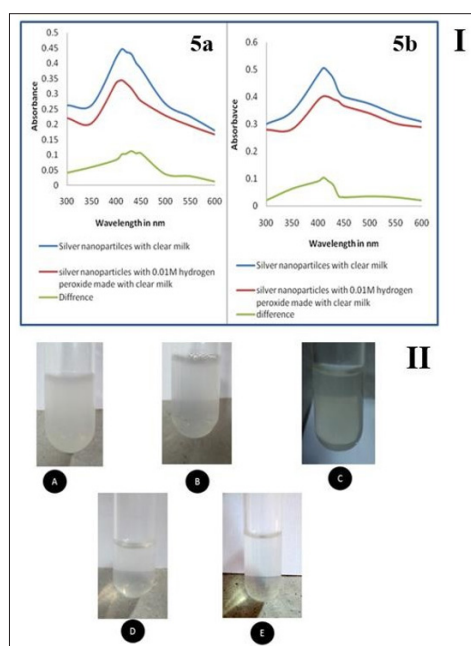 5a
5b
I
0.5
0.45
0.4
0.35
0.3
0.25
0.2
0.15
0.1
0.05
0
Absorbance
300 350 400 450 500 550 600
Wavelength in nm
Silver nanopartilces with clear milk
silver nanoparticles with 0.01M hydrogen
peroxide made with clear milk
Diffrence
0.6
0.5
0.4
0.3
0.2
0.1
0
Absorbavce
300 350 400 450 500 550 600
Wavelength in nm
Silver nanopartilces with clear milk
silver nanoparticles with 0.01M hydrogen
peroxide made with clear milk
difference
II
A
B
C
D
E